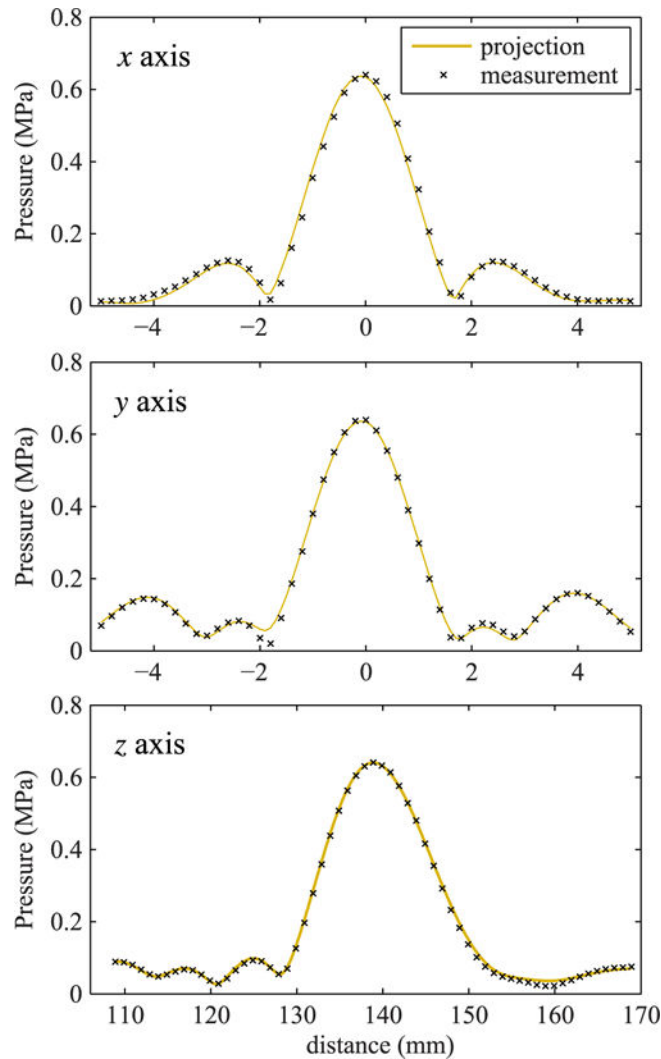 0.8
x axis
projection
measurement
0.6
Pressure (MPa)
0.4
0.2
0
−4 −2 0 2 4
0.8
y axis
0.6
Pressure (MPa)
0.4
0.2
0
−4 −2 0 2 4
0.8
z axis
0.6
Pressure (MPa)
0.4
0.2
0
110 120 130 140 150 160 170
distance (mm)